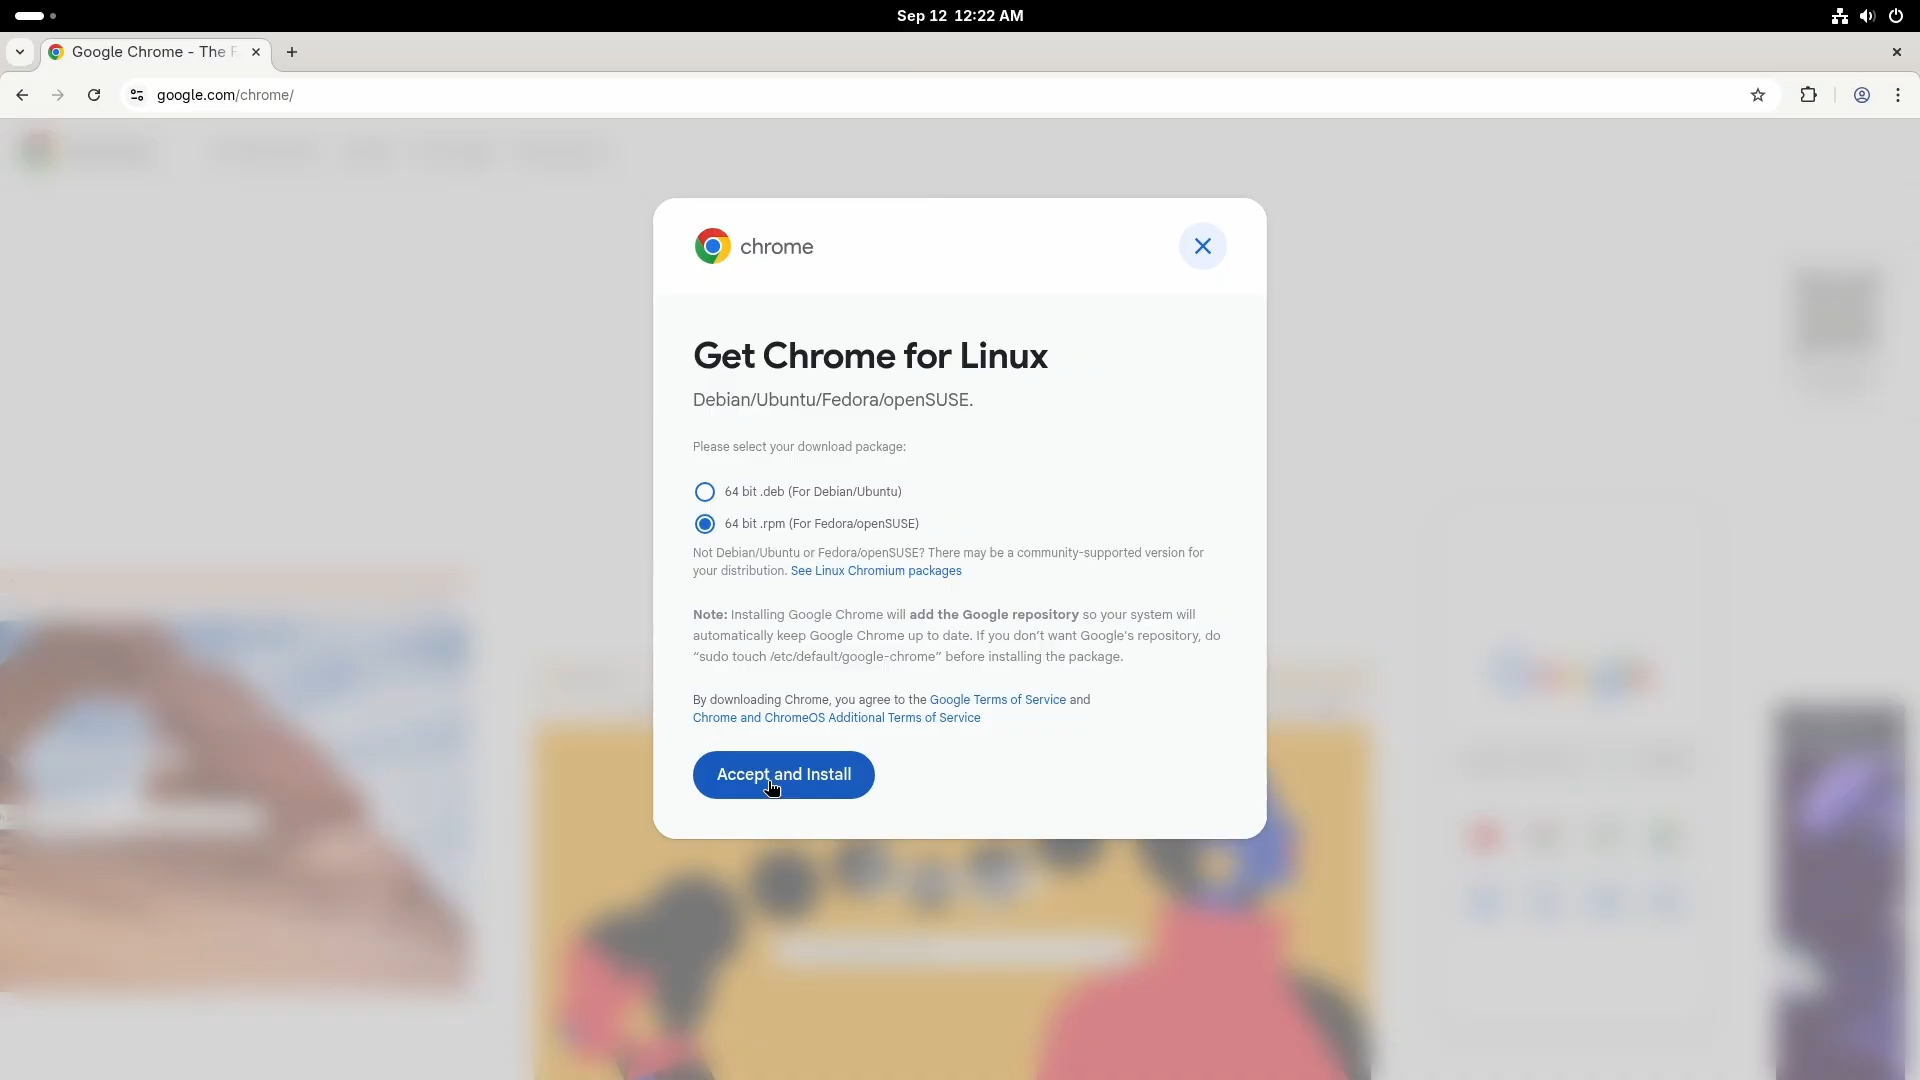 Sep 12 12:22 AM
Google Chrome - The
google.com/chrome/
chrome
Get Chrome for Linux
Debian/Ubuntu/Fedora/openSUSE.
Please select your download package:
64 bit .deb (For Debian/Ubuntu)
64 bit .rpm (For Fedora/openSUSE)
Not Debian/Ubuntu or Fedora/openSUSE? There may be a community-supported version for
your distribution. See Linux Chromium packages
Note: Installing Google Chrome will add the Google repository so your system will
automatically keep Google Chrome up to date. If you don’t want Google's repository, do
“sudo touch /etc/default/google-chrome” before installing the package.
By downloading Chrome, you agree to the Google Terms of Service and
Chrome and ChromeOS Additional Terms of Service
Accept and Install